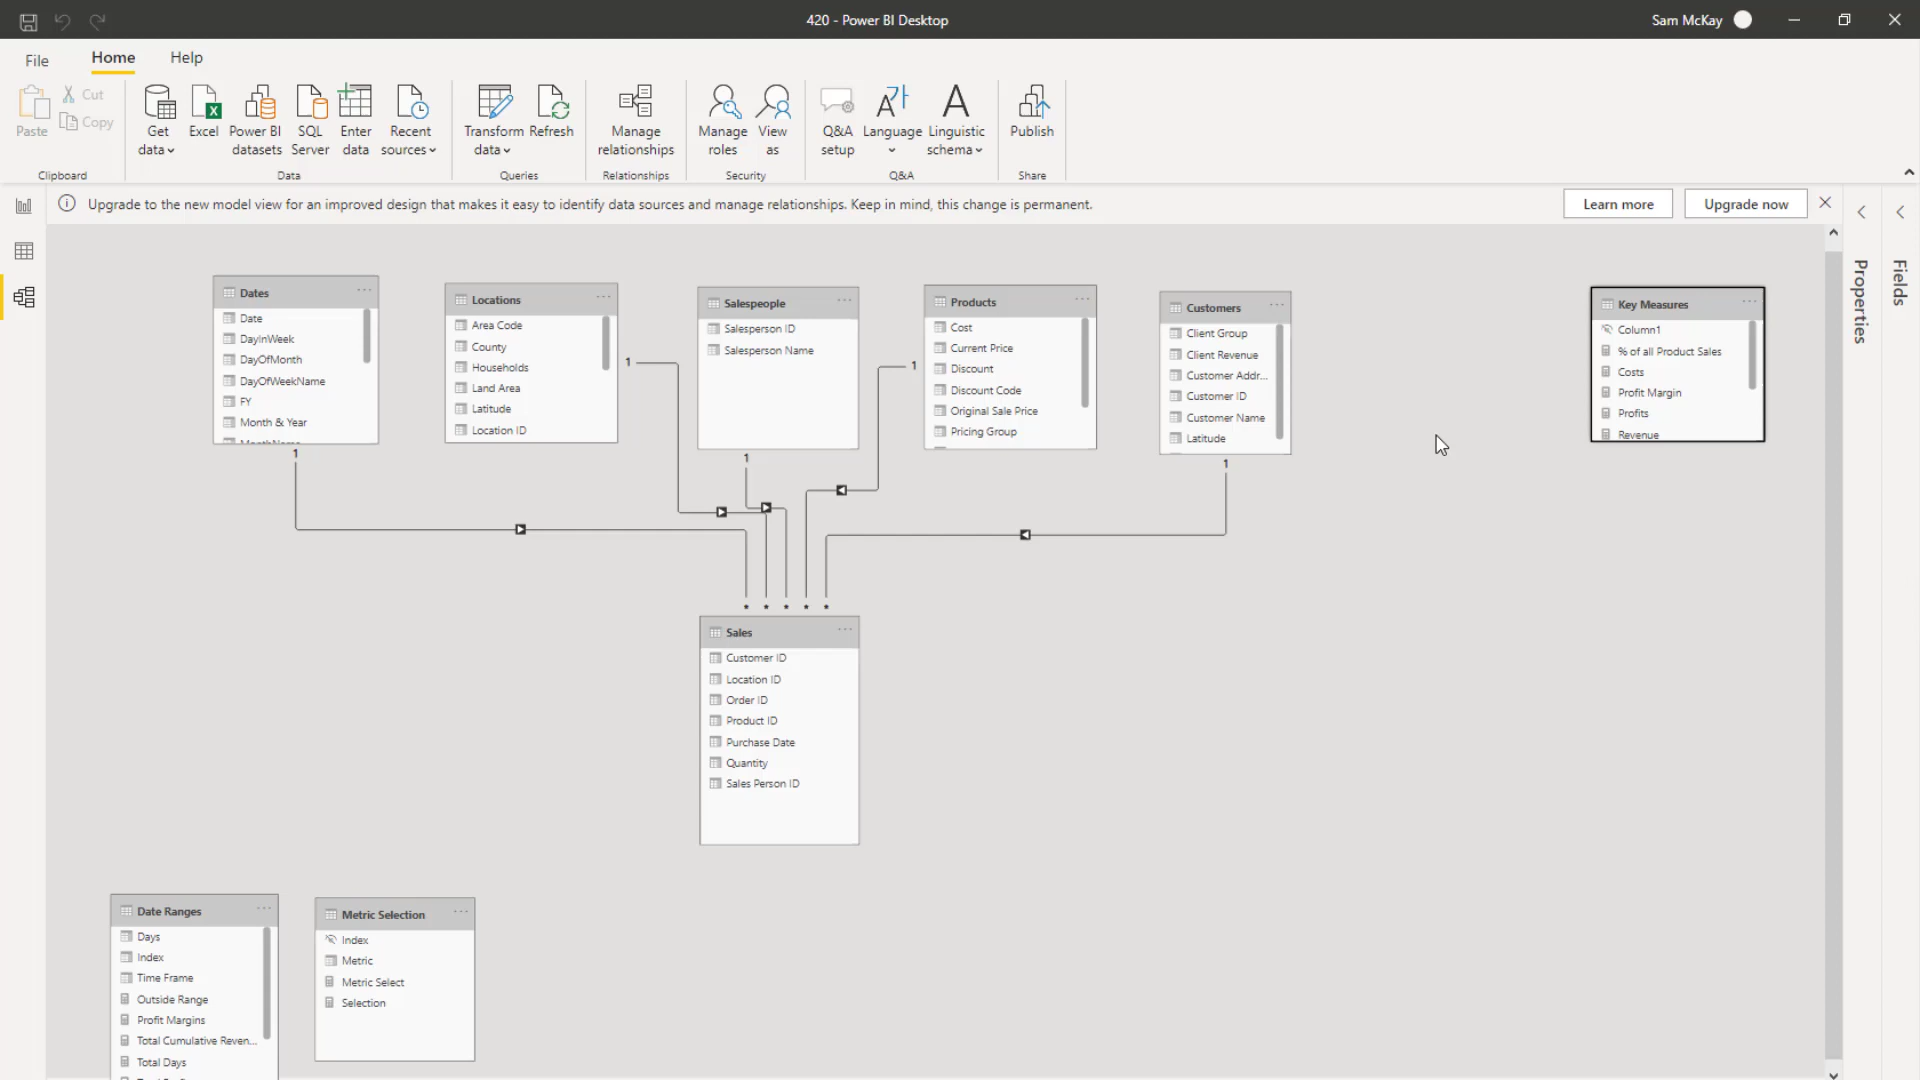 420 - Power BI Desktop
Sam McKay
File
Home
Help
Paste
Cut
Copy
Clipboard
Get data
Excel
Power BI datasets
SQL Server
Enter data
Recent sources
Data
Transform data
Refresh
Queries
Manage relationships
Relationships
Manage roles
View as
Security
Q&A setup
Language
Linguistic schema
Q&A
Publish
Share
Upgrade to the new model view for an improved design that makes it easy to identify data sources and manage relationships. Keep in mind, this change is permanent.
Learn more
Upgrade now
Properties
Fields
Dates
Date
DayInWeek
DayOfMonth
DayOfWeekName
FY
Month & Year
MonthName
1
Locations
Area Code
County
Households
Land Area
Latitude
Location ID
1
Salespeople
Salesperson ID
Salesperson Name
1
Products
Cost
Current Price
Discount
Discount Code
Original Sale Price
Pricing Group
1
Customers
Client Group
Client Revenue
Customer Addr...
Customer ID
Customer Name
Latitude
1
Key Measures
Column1
% of all Product Sales
Costs
Profit Margin
Profits
Revenue
* * * * *
Sales
Customer ID
Location ID
Order ID
Product ID
Purchase Date
Quantity
Sales Person ID
Date Ranges
Days
Index
Time Frame
Outside Range
Profit Margins
Total Cumulative Reven...
Total Days
Metric Selection
Index
Metric
Metric Select
Selection